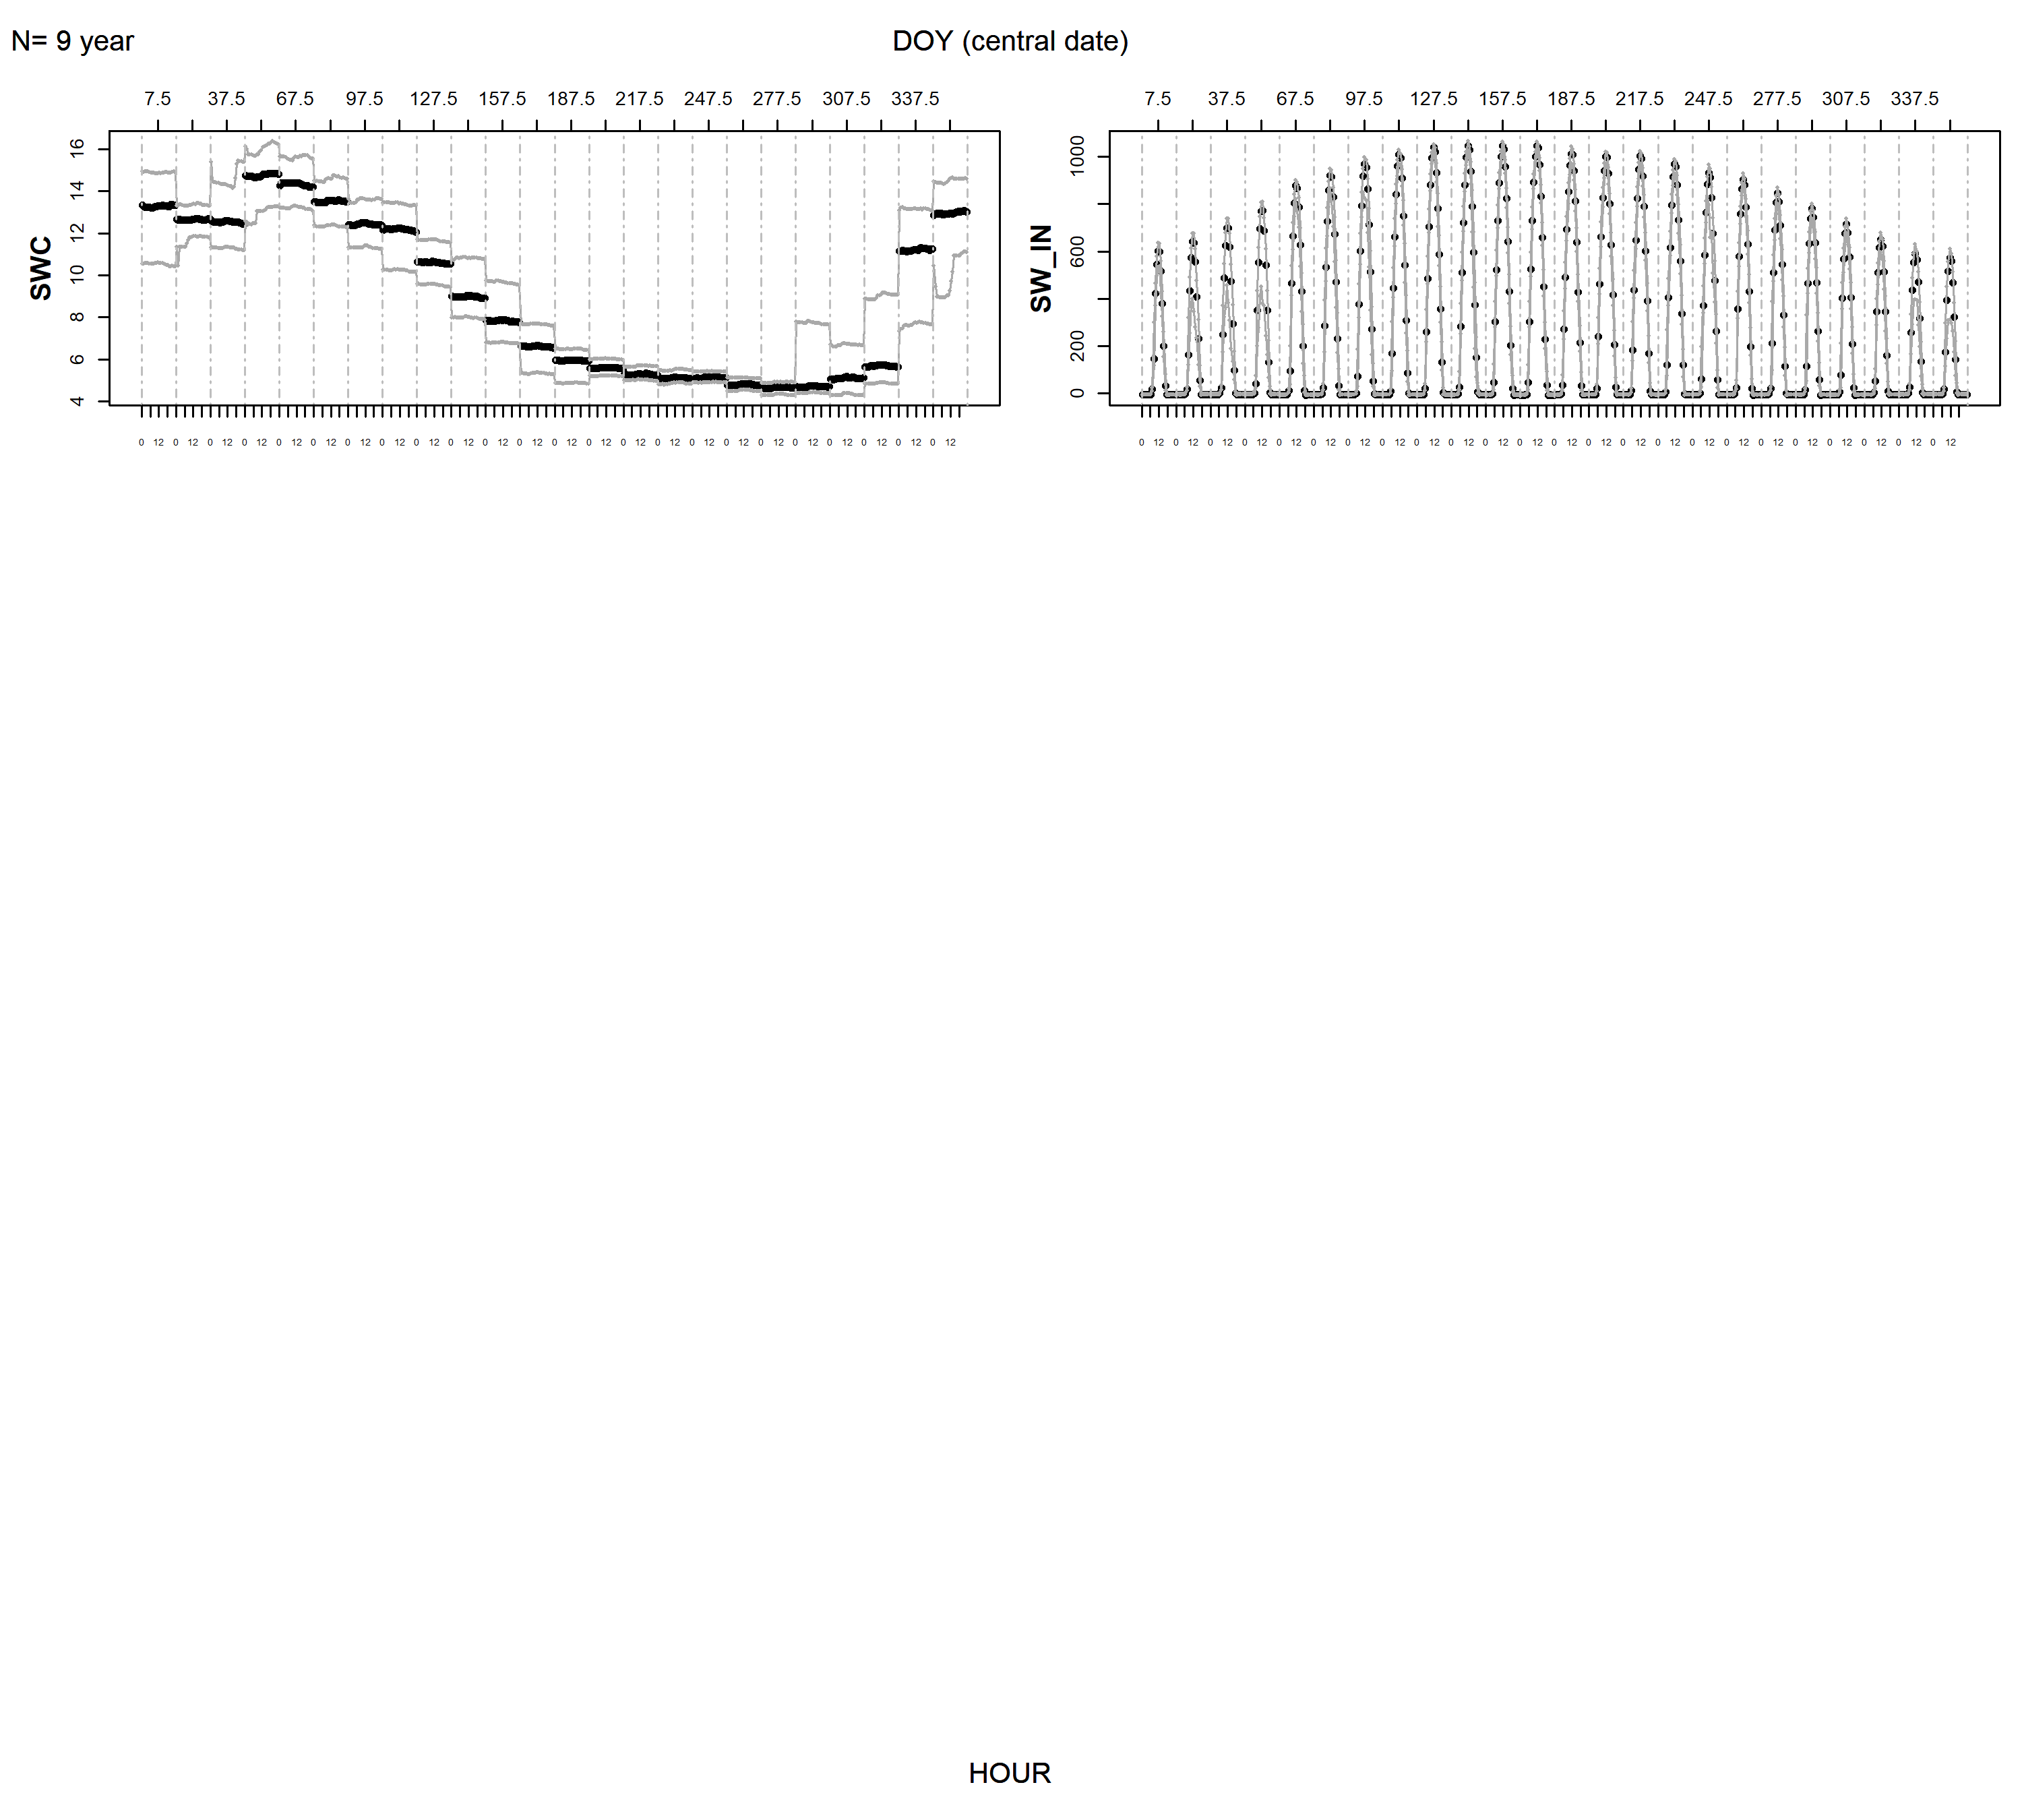 N= 9 year
DOY (central date)
7.5 37.5 67.5 97.5 127.5 157.5 187.5 217.5 247.5 277.5 307.5 337.5
SWC
16
14
12
10
8
6
4
0 12 0 12 0 12 0 12 0 12 0 12 0 12 0 12 0 12 0 12 0 12 0 12 0 12 0 12 0 12 0 12 0 12 0 12 0 12 0 12 0 12 0 12 0 12 0 12
7.5 37.5 67.5 97.5 127.5 157.5 187.5 217.5 247.5 277.5 307.5 337.5
SW_IN
1000
600
200
0
0 12 0 12 0 12 0 12 0 12 0 12 0 12 0 12 0 12 0 12 0 12 0 12 0 12 0 12 0 12 0 12 0 12 0 12 0 12 0 12 0 12 0 12 0 12 0 12
HOUR